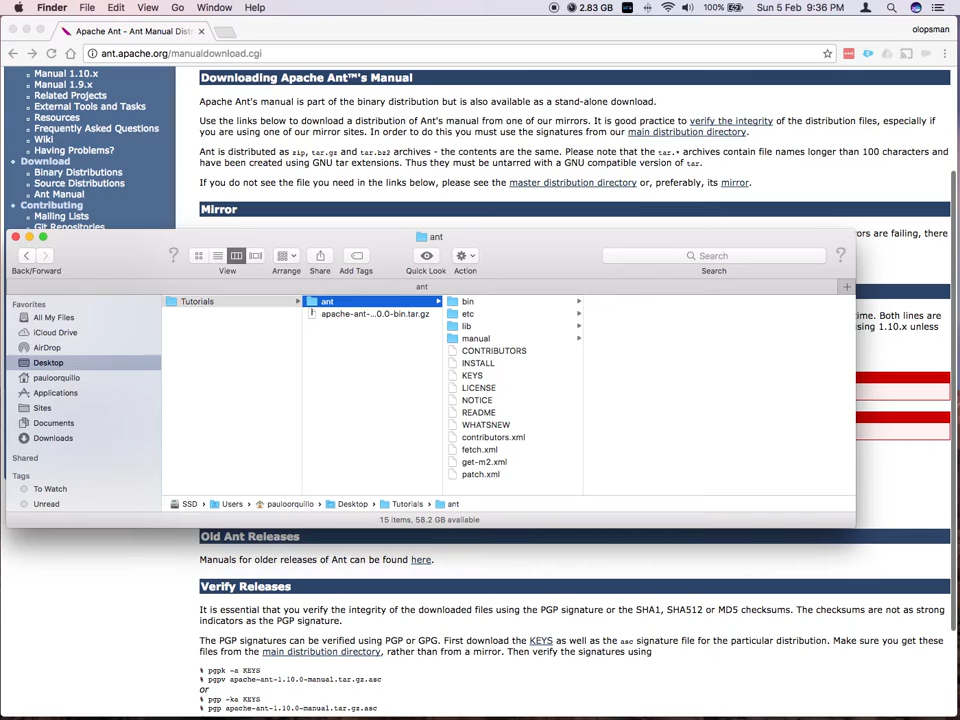 Finder File Edit View Go Window Help 2.83 GB 100% Sun 5 Feb 9:36 PM
Apache Ant - Ant Manual Distr olopsman
ant.apache.org/manualdownload.cgi
Manual 1.10.x
Manual 1.9.x
Related Projects
External Tools and Tasks
Resources
Frequently Asked Questions
Wiki
Having Problems?
Download
Binary Distributions
Source Distributions
Ant Manual
Contributing
Mailing Lists
Git Repositories
Downloading Apache Ant™'s Manual
Apache Ant's manual is part of the binary distribution but is also available as a stand-alone download.
Use the links below to download a distribution of Ant's manual from one of our mirrors. It is good practice to verify the integrity of the distribution files, especially if
you are using one of our mirror sites. In order to do this you must use the signatures from our main distribution directory.
Ant is distributed as zip, tar.gz and tar.bz2 archives - the contents are the same. Please note that the tar.* archives contain file names longer than 100 characters and
have been created using GNU tar extensions. Thus they must be untarred with a GNU compatible version of tar.
If you do not see the file you need in the links below, please see the master distribution directory or, preferably, its mirror.
Mirror
ors are failing, there
time. Both lines are
using 1.10.x unless
ant
Back/Forward View Arrange Share Add Tags Quick Look Action Search
Search
ant
Favorites
All My Files
iCloud Drive
AirDrop
Desktop
pauloorquillo
Applications
Sites
Documents
Downloads
Shared
Tags
To Watch
Unread
Tutorials
ant
apache-ant-...0.0-bin.tar.gz
bin
etc
lib
manual
CONTRIBUTORS
INSTALL
KEYS
LICENSE
NOTICE
README
WHATSNEW
contributors.xml
fetch.xml
get-m2.xml
patch.xml
SSD › Users › pauloorquillo › Desktop › Tutorials › ant
15 items, 58.2 GB available
Old Ant Releases
Manuals for older releases of Ant can be found here.
Verify Releases
It is essential that you verify the integrity of the downloaded files using the PGP signature or the SHA1, SHA512 or MD5 checksums. The checksums are not as strong
indicators as the PGP signature.
The PGP signatures can be verified using PGP or GPG. First download the KEYS as well as the asc signature file for the particular distribution. Make sure you get these
files from the main distribution directory, rather than from a mirror. Then verify the signatures using
% pgpk -a KEYS
% pgpv apache-ant-1.10.0-manual.tar.gz.asc
or
% pgp -ka KEYS
% pgp apache-ant-1.10.0-manual.tar.gz.asc